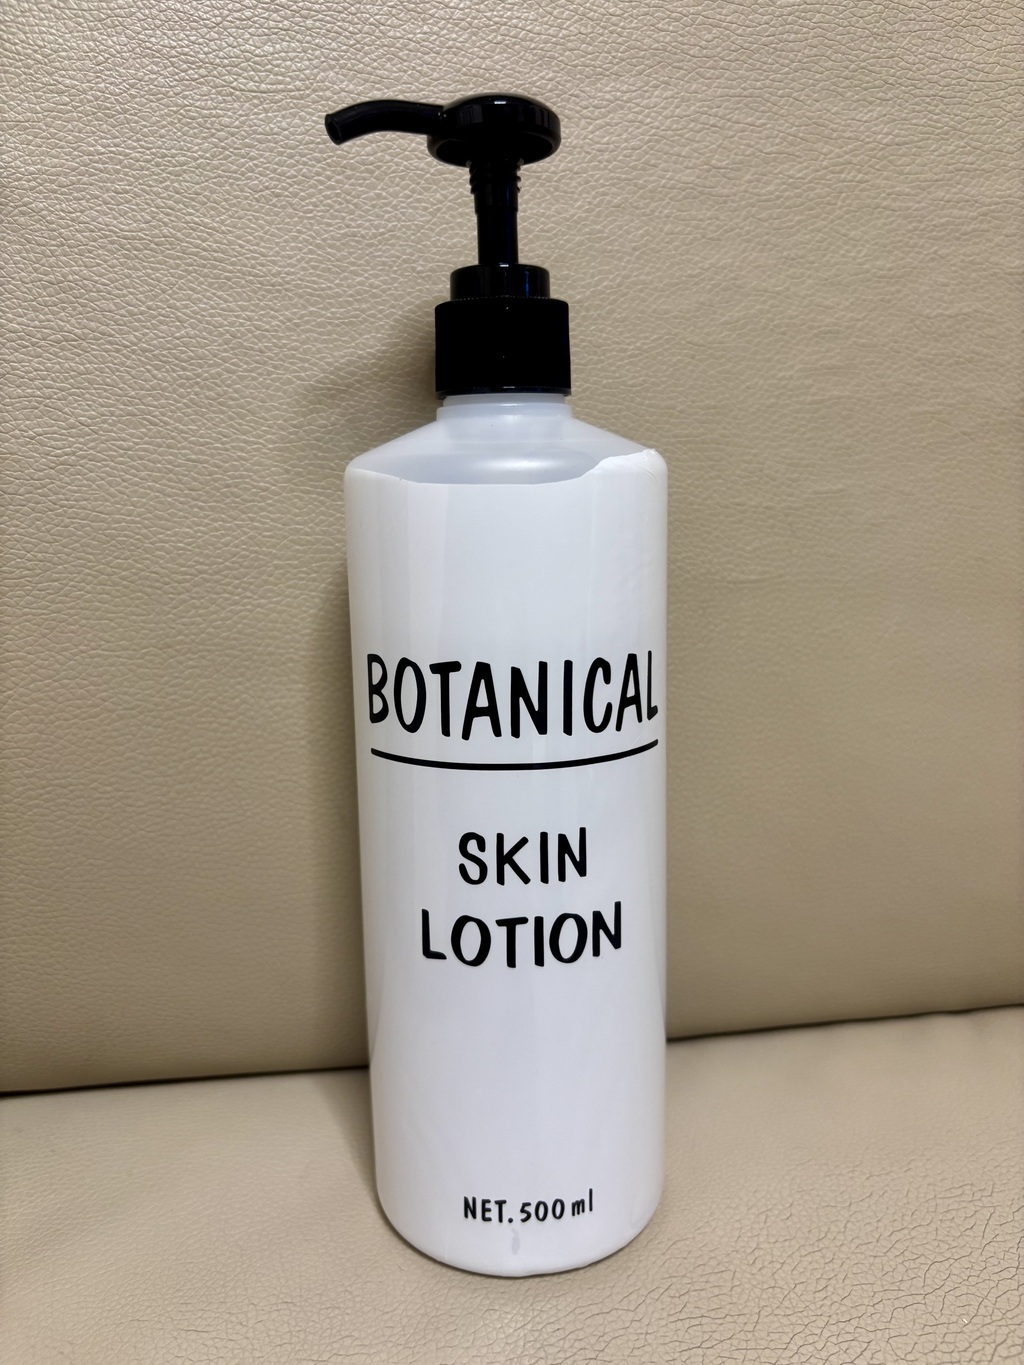 BOTANICAL
SKIN
LOTION
NET. 500ml